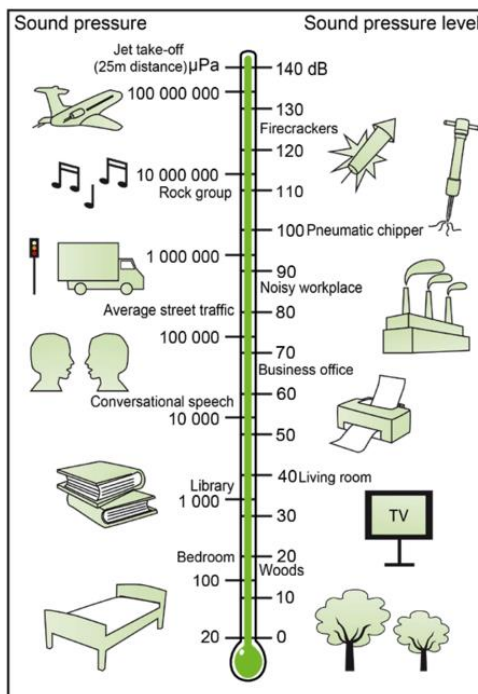 Sound pressure
Sound pressure level
Jet take-off
(25m distance) μPa
140 dB
100 000 000
130
Firecrackers
120
10 000 000
Rock group
110
100
Pneumatic chipper
1 000 000
90
Noisy workplace
Average street traffic
80
100 000
70
Business office
60
Conversational speech
10 000
50
40
Living room
Library
1 000
30
TV
Bedroom
20
Woods
100
10
20
0